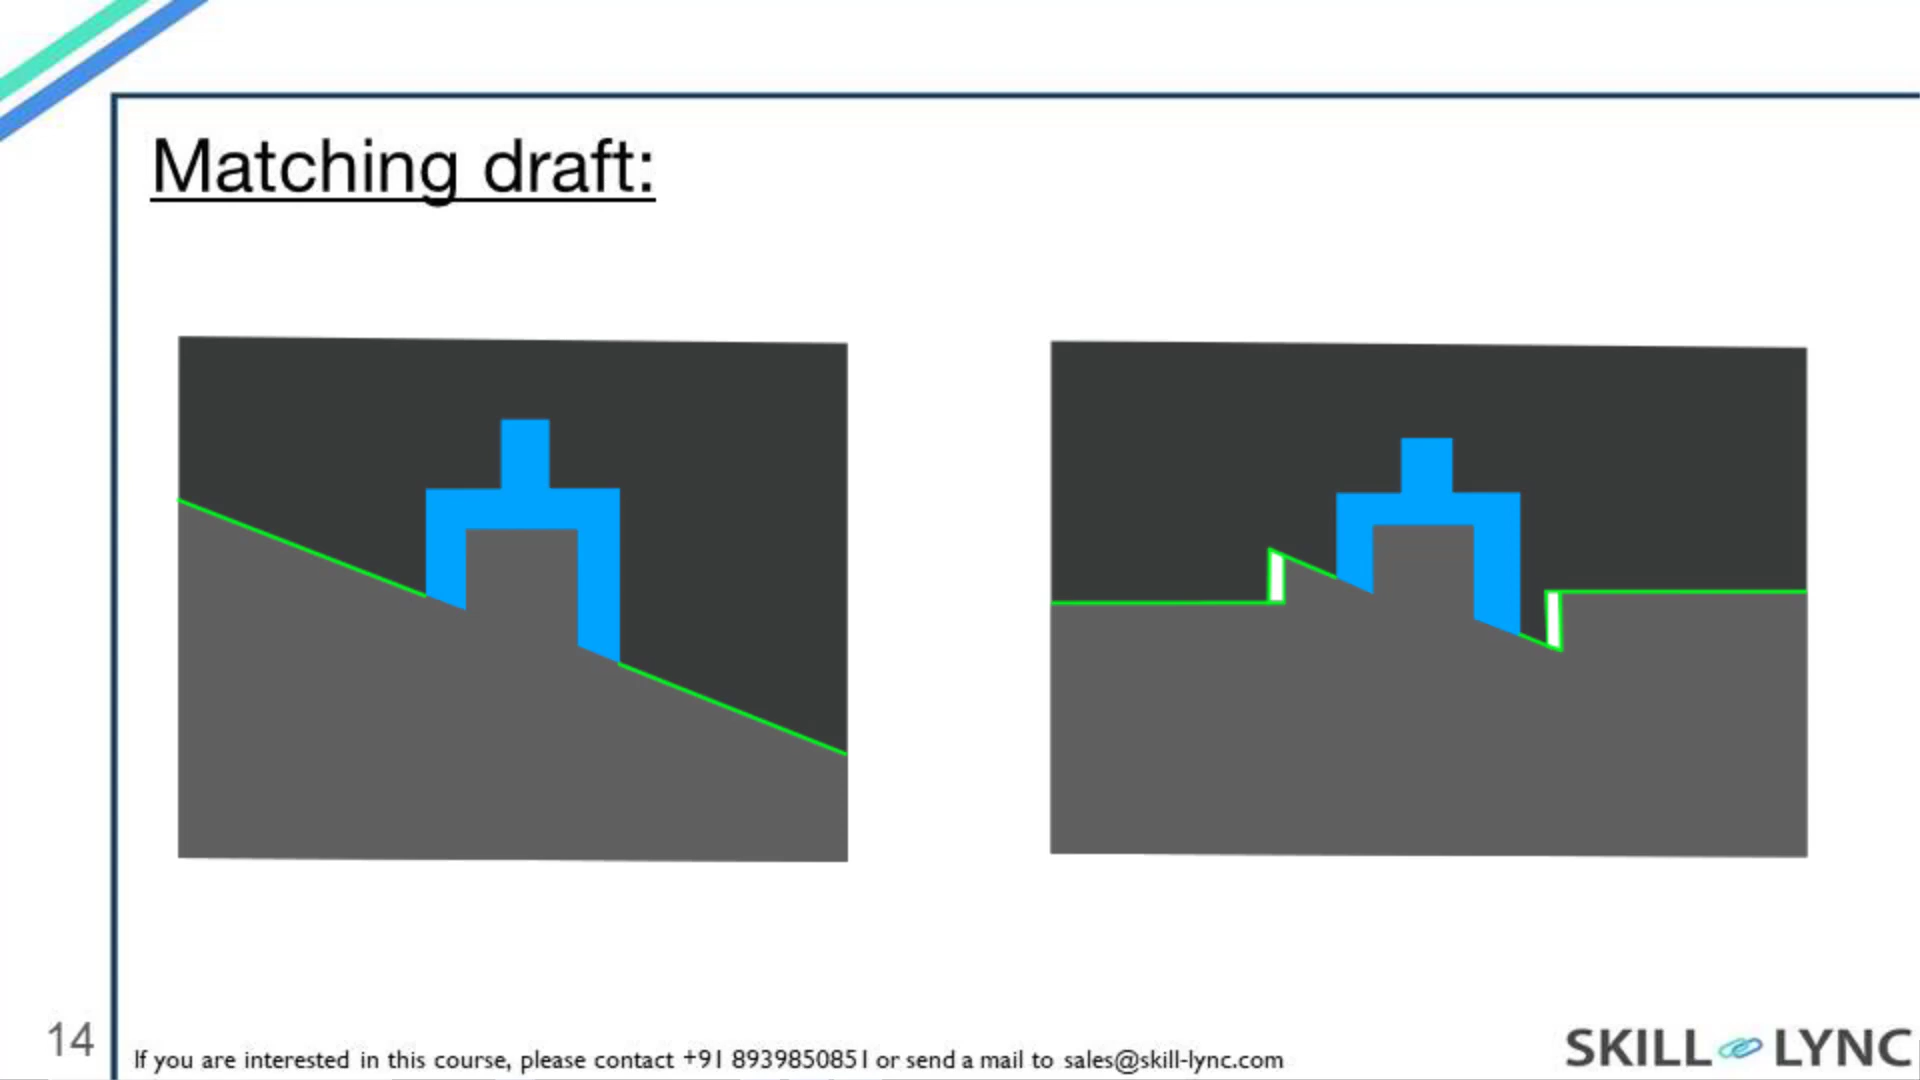 Matching draft:
14
If you are interested in this course, please contact +91 8939850851 or send a mail to sales@skill-lync.com
SKILL LYNC